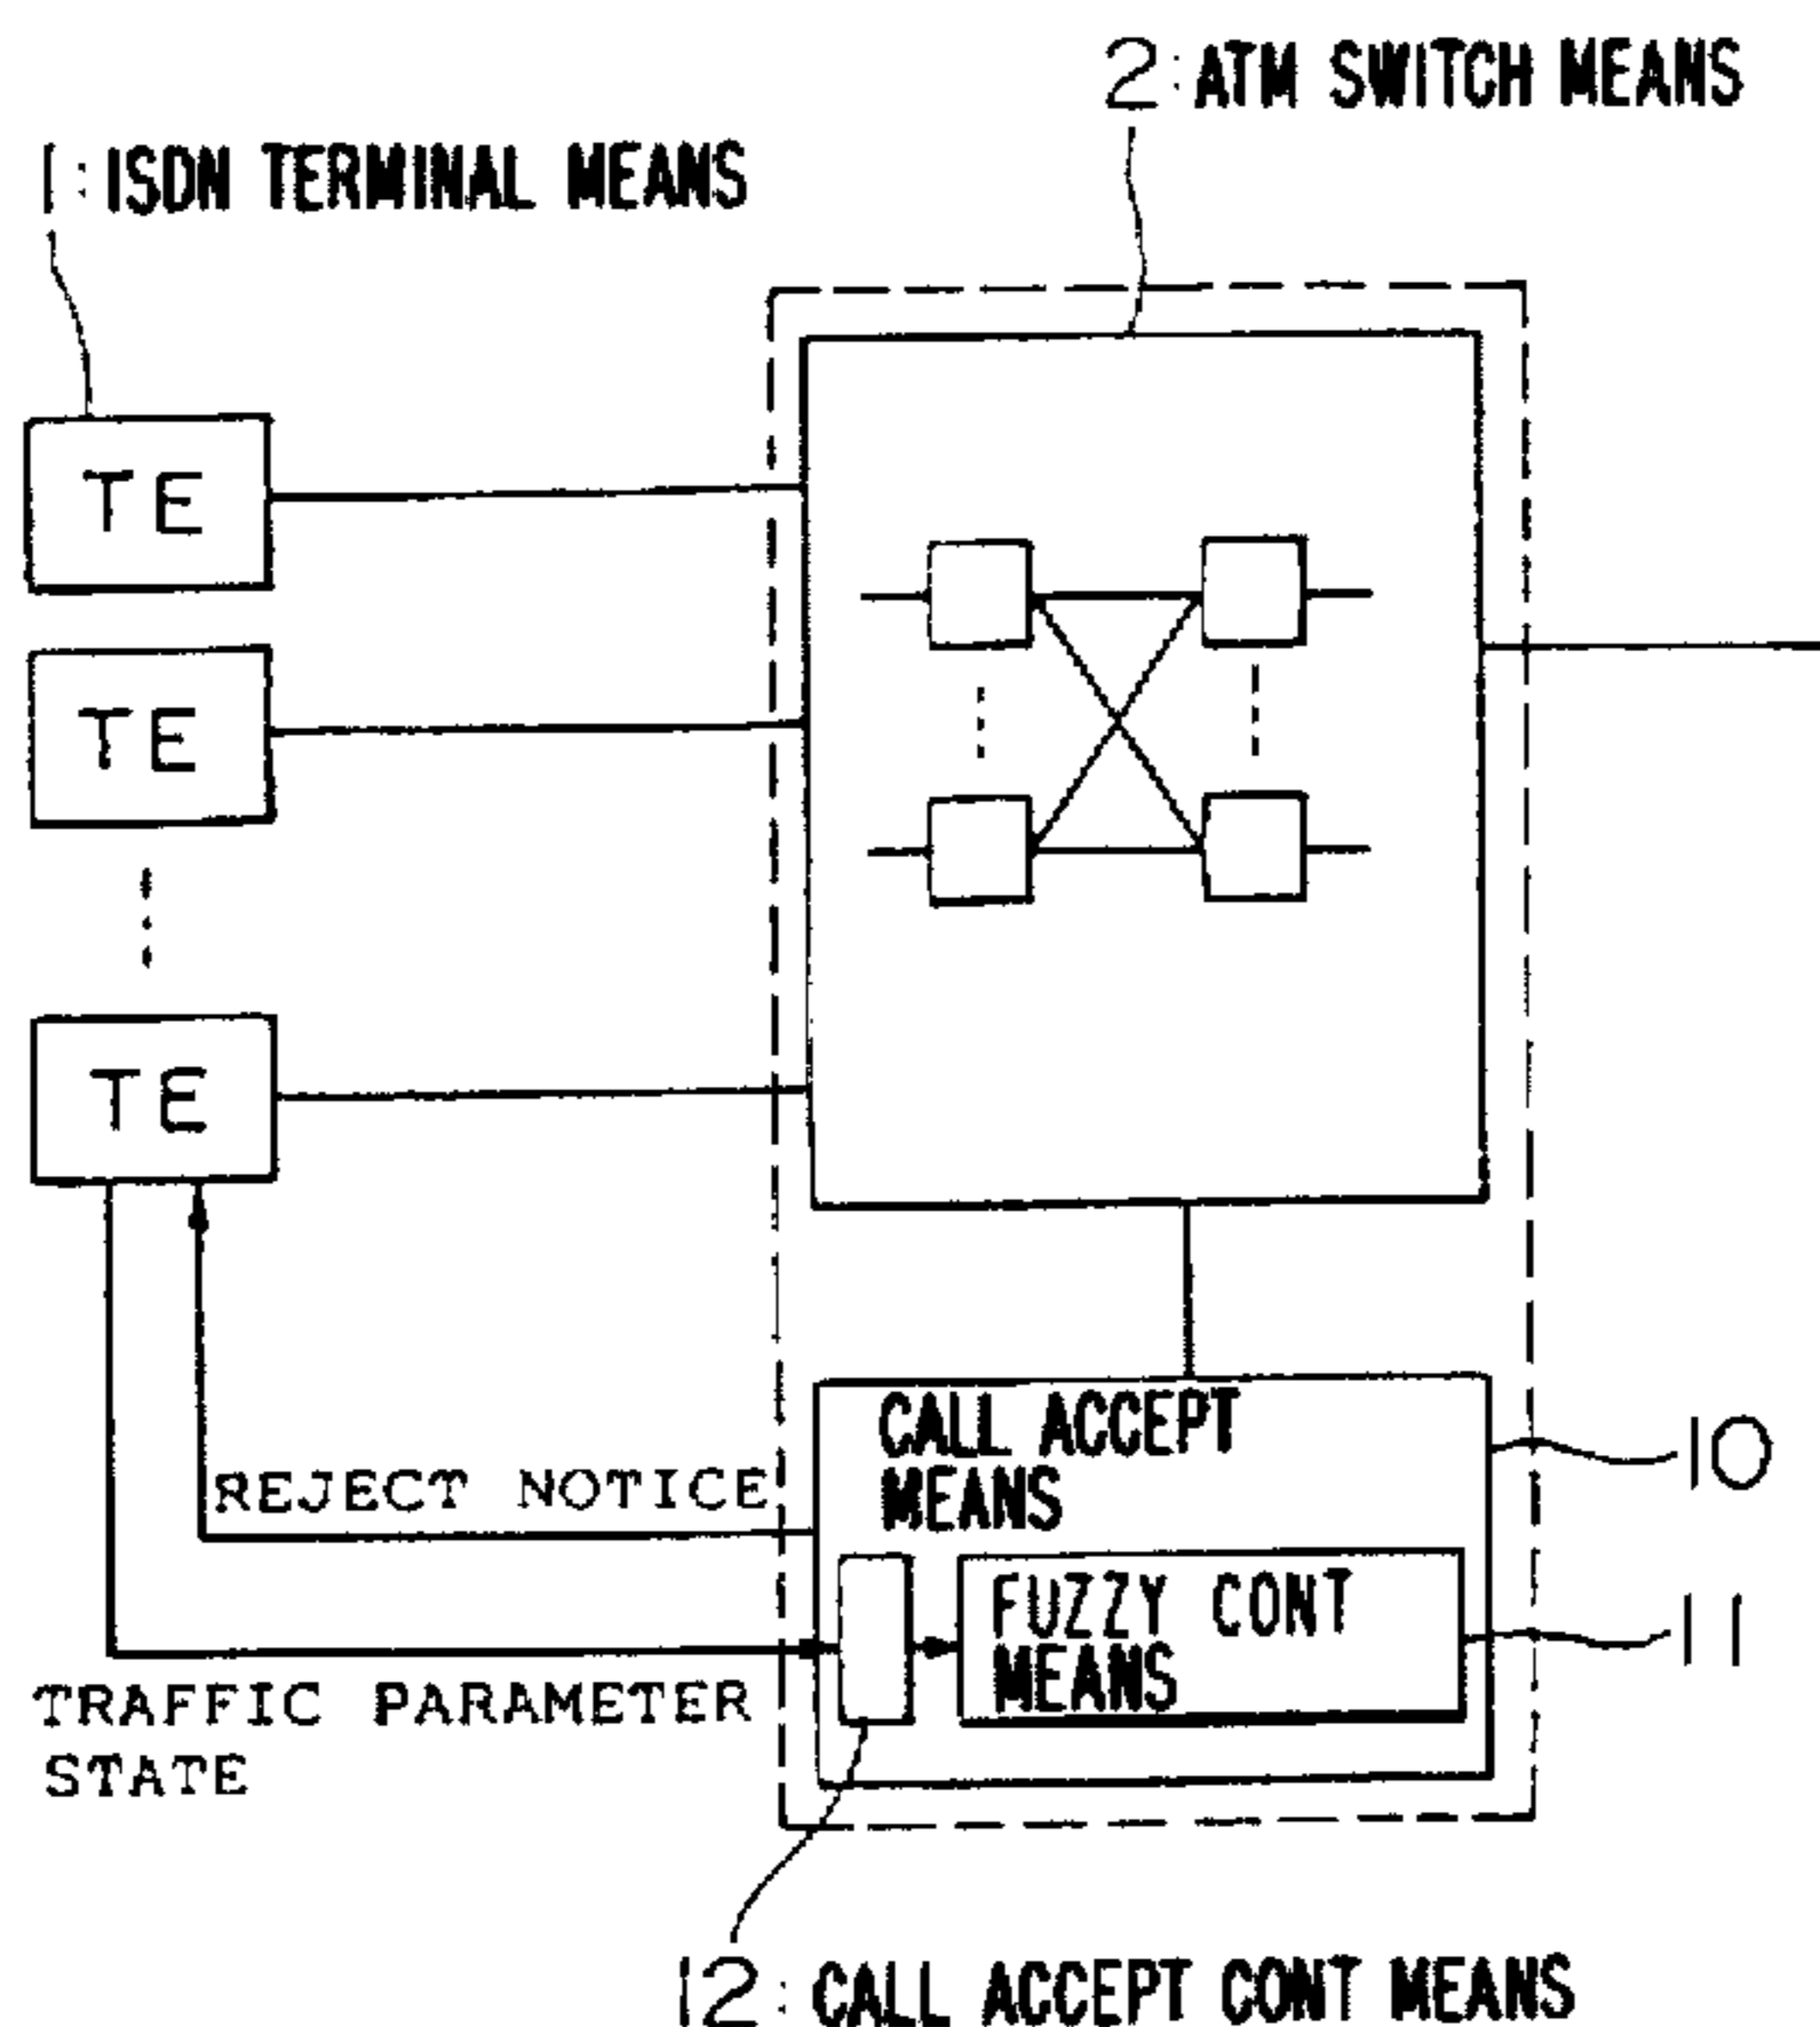 2: ATM SWITCH MEANS
1: ISDN TERMINAL MEANS
TE
TE
TE
CALL ACCEPT
MEANS
10
REJECT NOTICE
FUZZY CONT
MEANS
11
TRAFFIC PARAMETER
STATE
12: CALL ACCEPT CONT MEANS